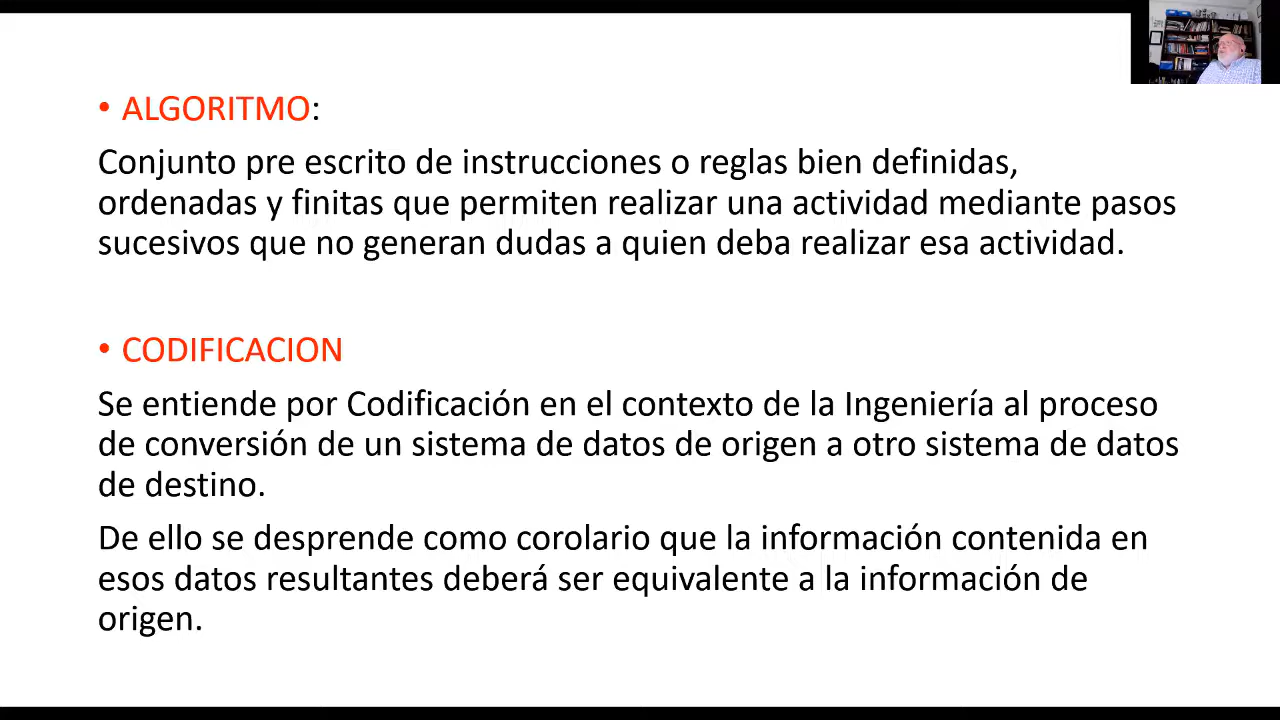 • ALGORITMO:
Conjunto pre escrito de instrucciones o reglas bien definidas,
ordenadas y finitas que permiten realizar una actividad mediante pasos
sucesivos que no generan dudas a quien deba realizar esa actividad.
• CODIFICACION
Se entiende por Codificación en el contexto de la Ingeniería al proceso
de conversión de un sistema de datos de origen a otro sistema de datos
de destino.
De ello se desprende como corolario que la información contenida en
esos datos resultantes deberá ser equivalente a la información de
origen.